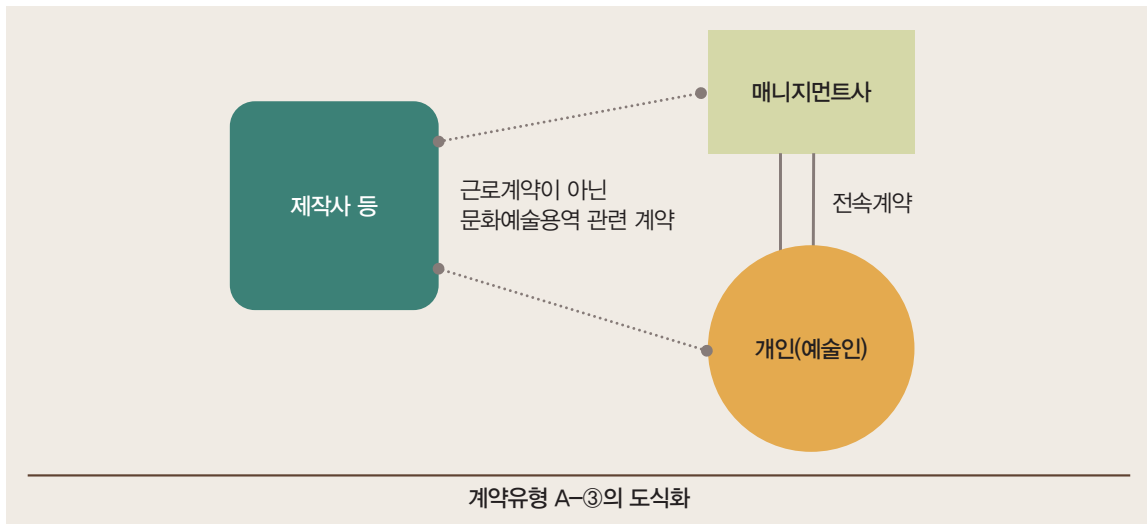 매니지먼트사
제작사 등
근로계약이 아닌
문화예술용역 관련 계약
전속계약
개인(예술인)
계약유형 A-③의 도식화